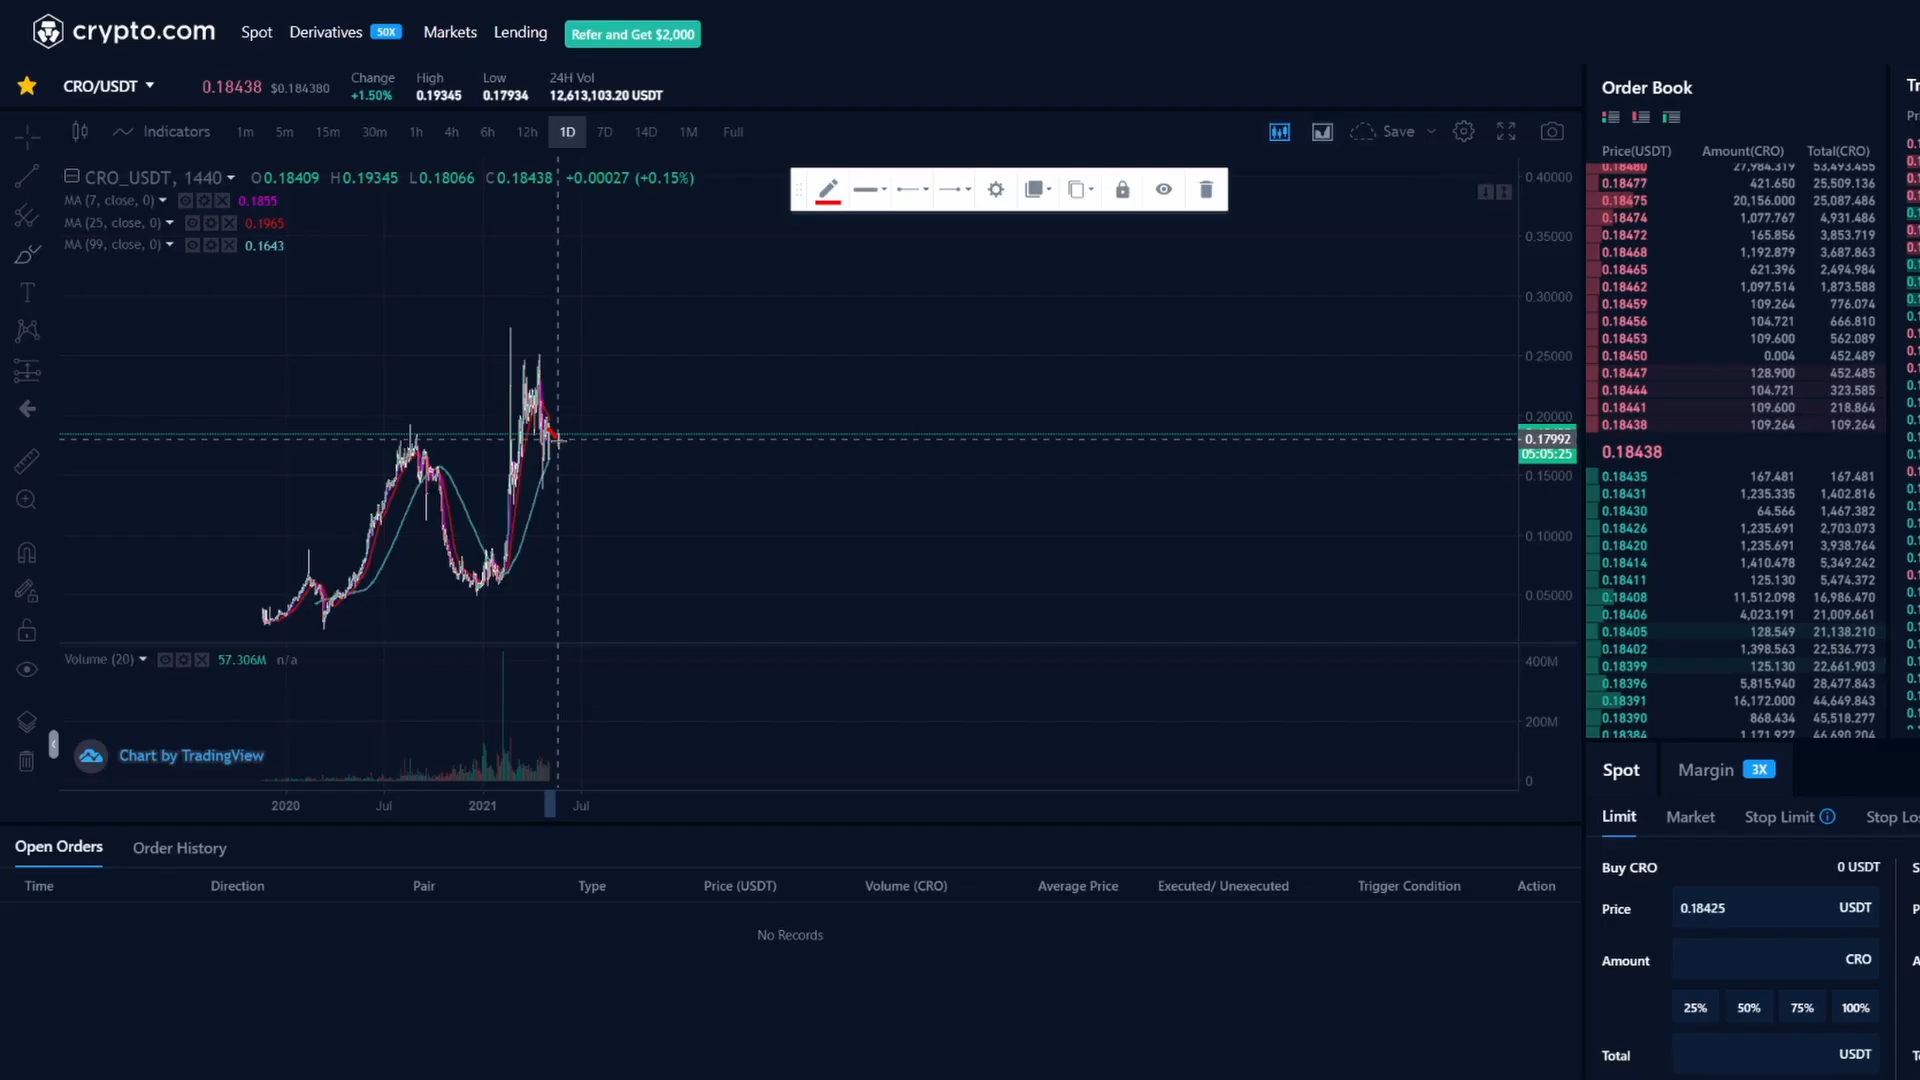 crypto.com Spot Derivatives 50X Markets Lending Refer and Get $2,000
CRO/USDT 0.18438 $0.184380 Change +1.50% High 0.19345 Low 0.17934 24H Vol 12,613,103.20 USDT
Indicators 1m 5m 15m 30m 1h 4h 6h 12h 1D 7D 14D 1M Full Save
CRO_USDT, 1440 O0.18409 H0.19345 L0.18066 C0.18438 +0.00027 (+0.15%)
MA (7, close, 0) 0.1855
MA (25, close, 0) 0.1965
MA (99, close, 0) 0.1643
0.40000
0.35000
0.30000
0.25000
0.20000
0.17992
05:05:25
0.15000
0.10000
0.05000
Volume (20) 57.306M n/a
400M
200M
0
Chart by TradingView
2020 Jul 2021 Jul
Order Book
Price(USDT) Amount(CRO) Total(CRO)
0.18480 27,984.319 53,493.455
0.18477 421.650 25,509.136
0.18475 20,156.000 25,087.486
0.18474 1,077.767 4,931.486
0.18472 165.856 3,853.719
0.18468 1,192.879 3,687.863
0.18465 621.396 2,494.984
0.18462 1,097.514 1,873.588
0.18459 109.264 776.074
0.18456 104.721 666.810
0.18453 109.600 562.089
0.18450 0.004 452.489
0.18447 128.900 452.485
0.18444 104.721 323.585
0.18441 109.600 218.864
0.18438 109.264 109.264
0.18438
0.18435 167.481 167.481
0.18431 1,235.335 1,402.816
0.18430 64.566 1,467.382
0.18426 1,235.691 2,703.073
0.18420 1,235.691 3,938.764
0.18414 1,410.478 5,349.242
0.18411 125.130 5,474.372
0.18408 11,512.098 16,986.470
0.18406 4,023.191 21,009.661
0.18405 128.549 21,138.210
0.18402 1,398.563 22,536.773
0.18399 125.130 22,661.903
0.18396 5,815.940 28,477.843
0.18391 16,172.000 44,649.843
0.18390 868.434 45,518.277
0.18384 1,171.927 46,690.204
Spot Margin 3X
Limit Market Stop Limit Stop Los
Buy CRO 0 USDT
Price 0.18425 USDT
Amount CRO
25% 50% 75% 100%
Total USDT
Open Orders Order History
Time Direction Pair Type Price (USDT) Volume (CRO) Average Price Executed/ Unexecuted Trigger Condition Action
No Records